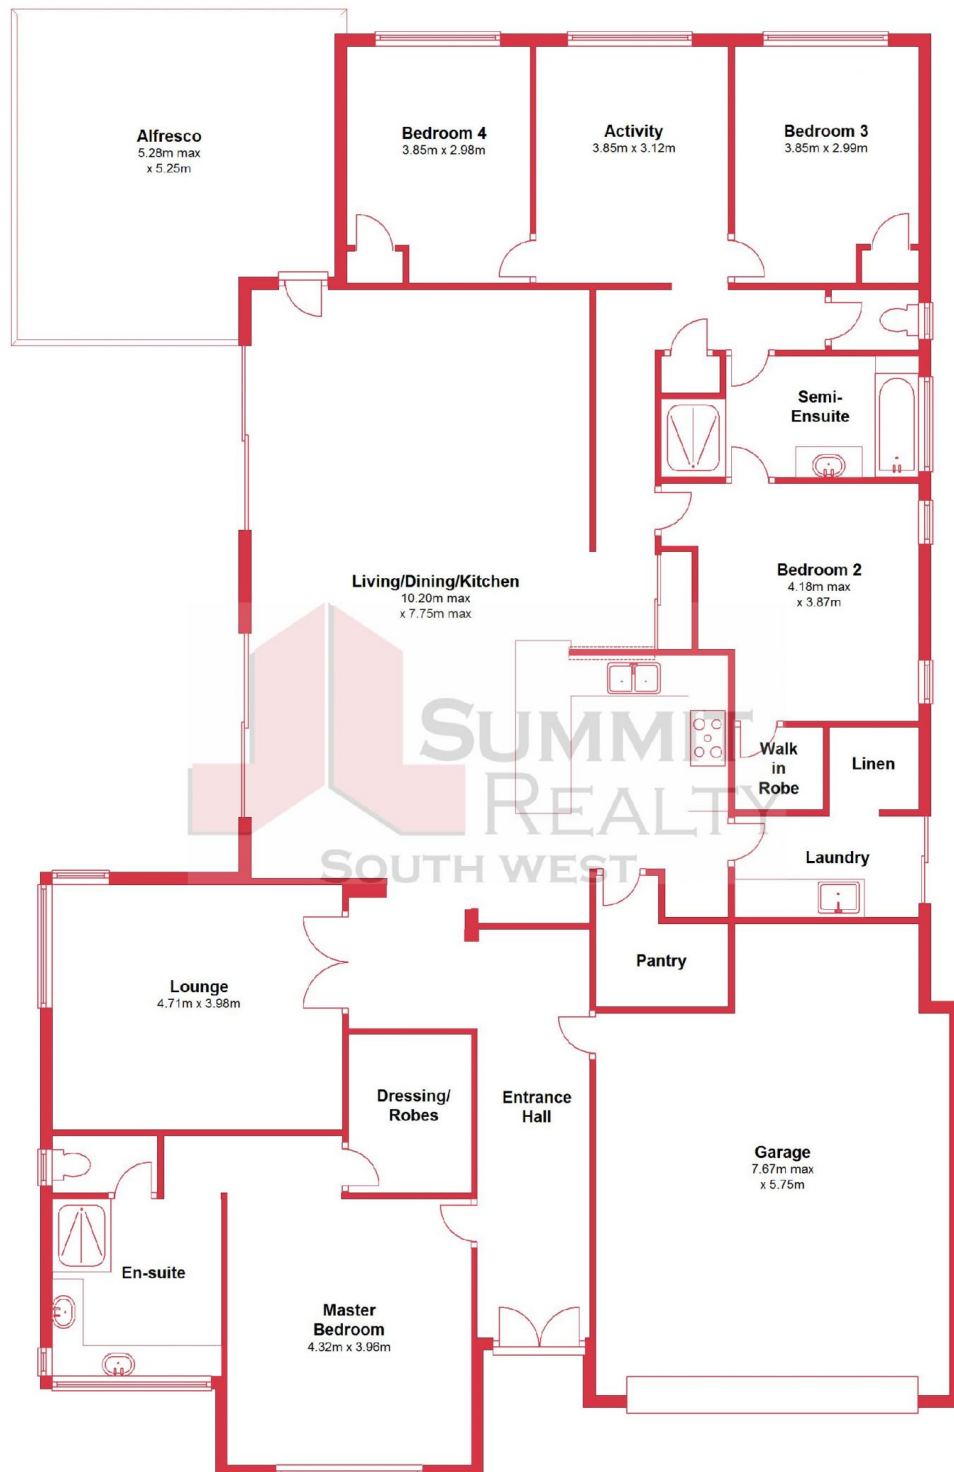 Alfresco
5.28m max
x 5.25m
Bedroom 4
3.85m x 2.98m
Activity
3.85m x 3.12m
Bedroom 3
3.85m x 2.99m
Semi-
Ensuite
Living/Dining/Kitchen
10.20m max
x 7.75m max
Bedroom 2
4.18m max
x 3.87m
SUMMIT
REALTY
SOUTH WEST
Walk
in
Robe
Linen
Laundry
Pantry
Lounge
4.71m x 3.98m
Dressing/
Robes
Entrance
Hall
Garage
7.67m max
x 5.75m
En-suite
Master
Bedroom
4.32m x 3.96m